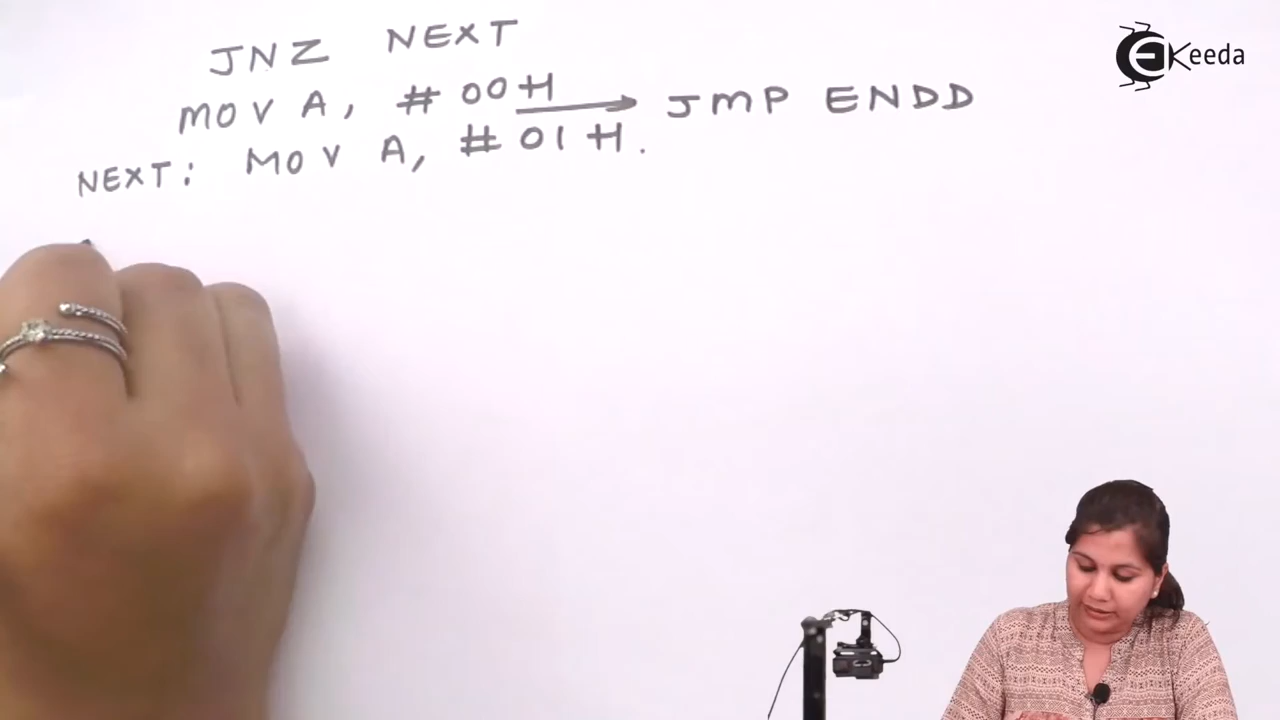 JNZ NEXT
MOV A, # 00H → JMP ENDD
NEXT: MOV A, # 01H.
EKeeda